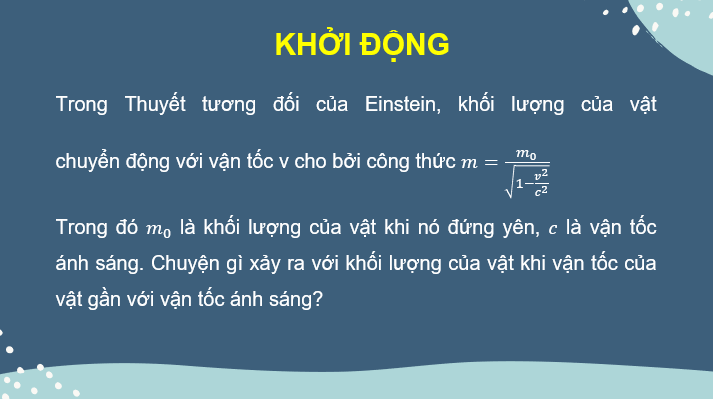 KHỞI ĐỘNG
Trong Thuyết tương đối của Einstein, khối lượng của vật
chuyển động với vận tốc v cho bởi công thức $m = \frac{m_0}{\sqrt{1-\frac{v^2}{c^2}}}$
Trong đó $m_0$ là khối lượng của vật khi nó đứng yên, $c$ là vận tốc
ánh sáng. Chuyện gì xảy ra với khối lượng của vật khi vận tốc của
vật gần với vận tốc ánh sáng?